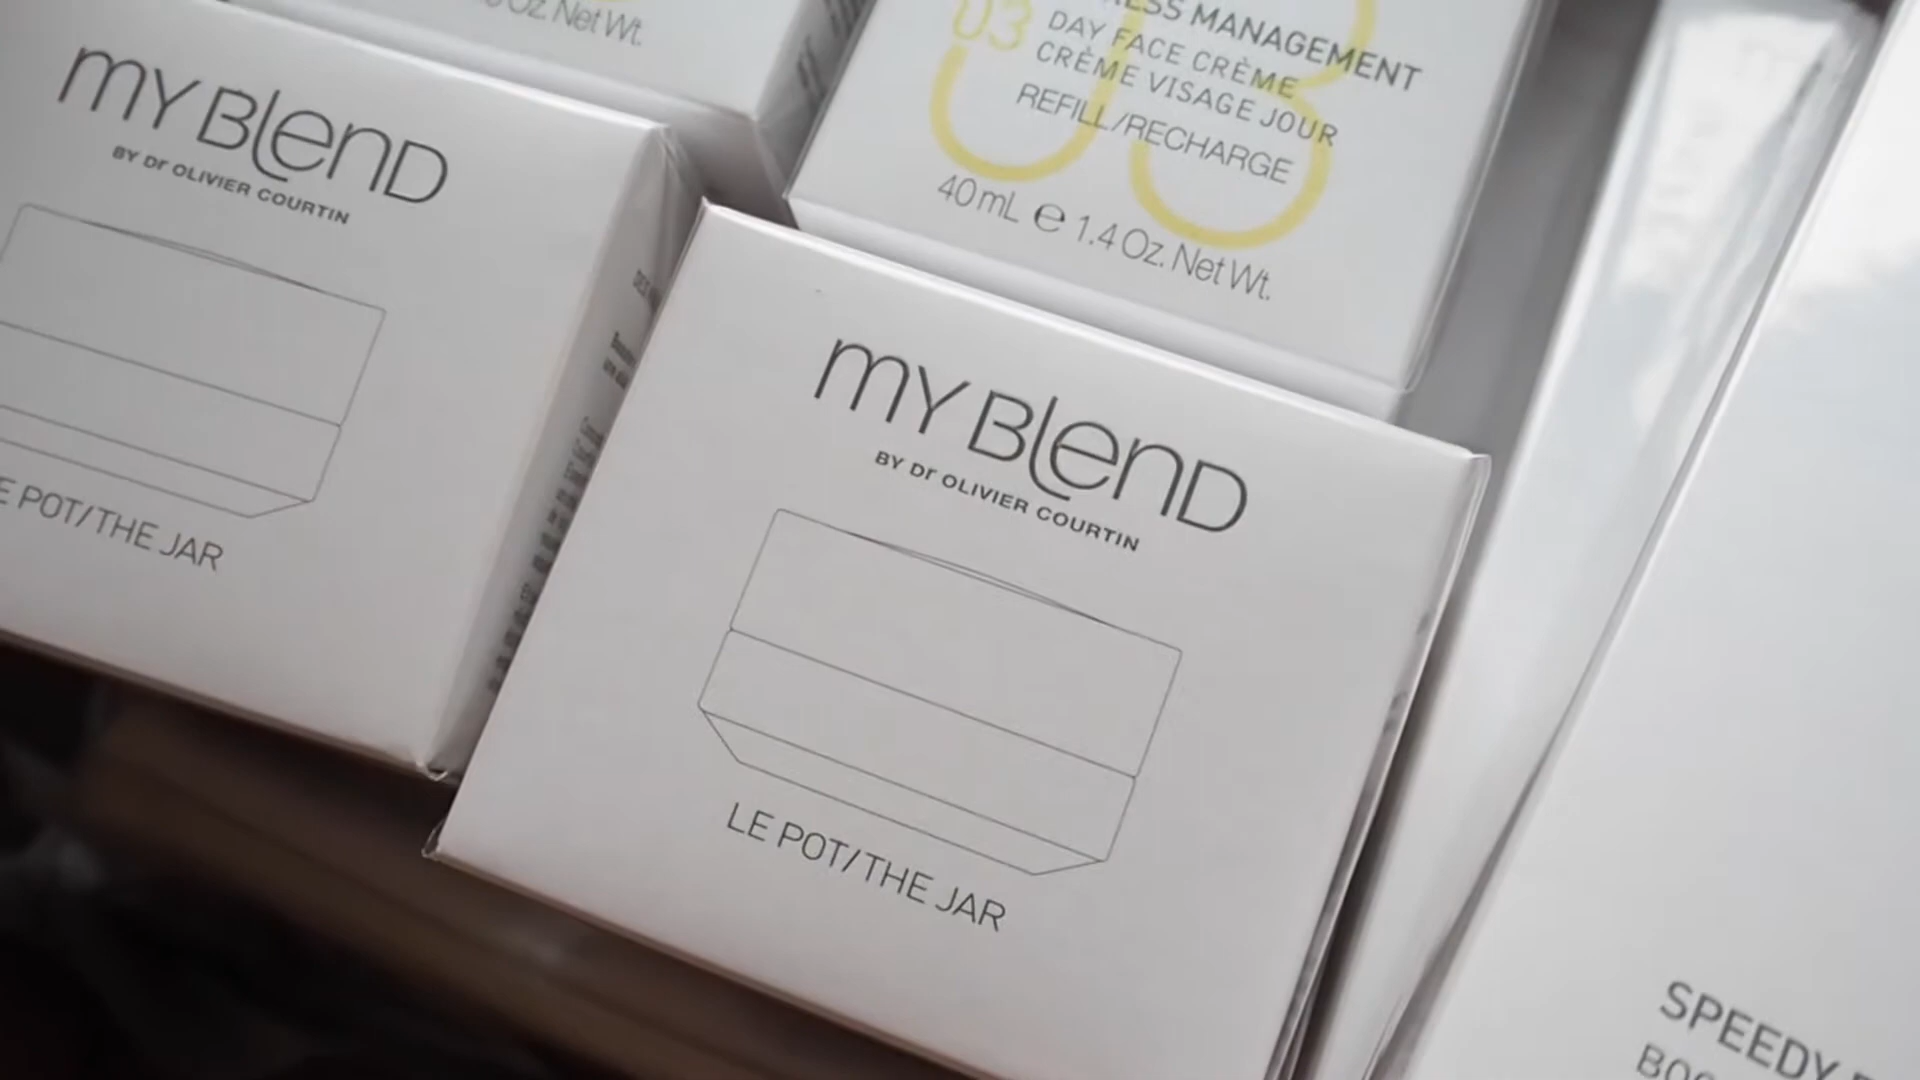 Oz. Net Wt.
03
MANAGEMENT
DAY FACE CRÈME
CRÈME VISAGE JOUR
REFILL/RECHARGE
40 mL e 1.4 Oz. Net Wt.
03
MY BLEND
BY Dr OLIVIER COURTIN
POT/THE JAR
MY BLEND
BY Dr OLIVIER COURTIN
LE POT/THE JAR
SPEEDY